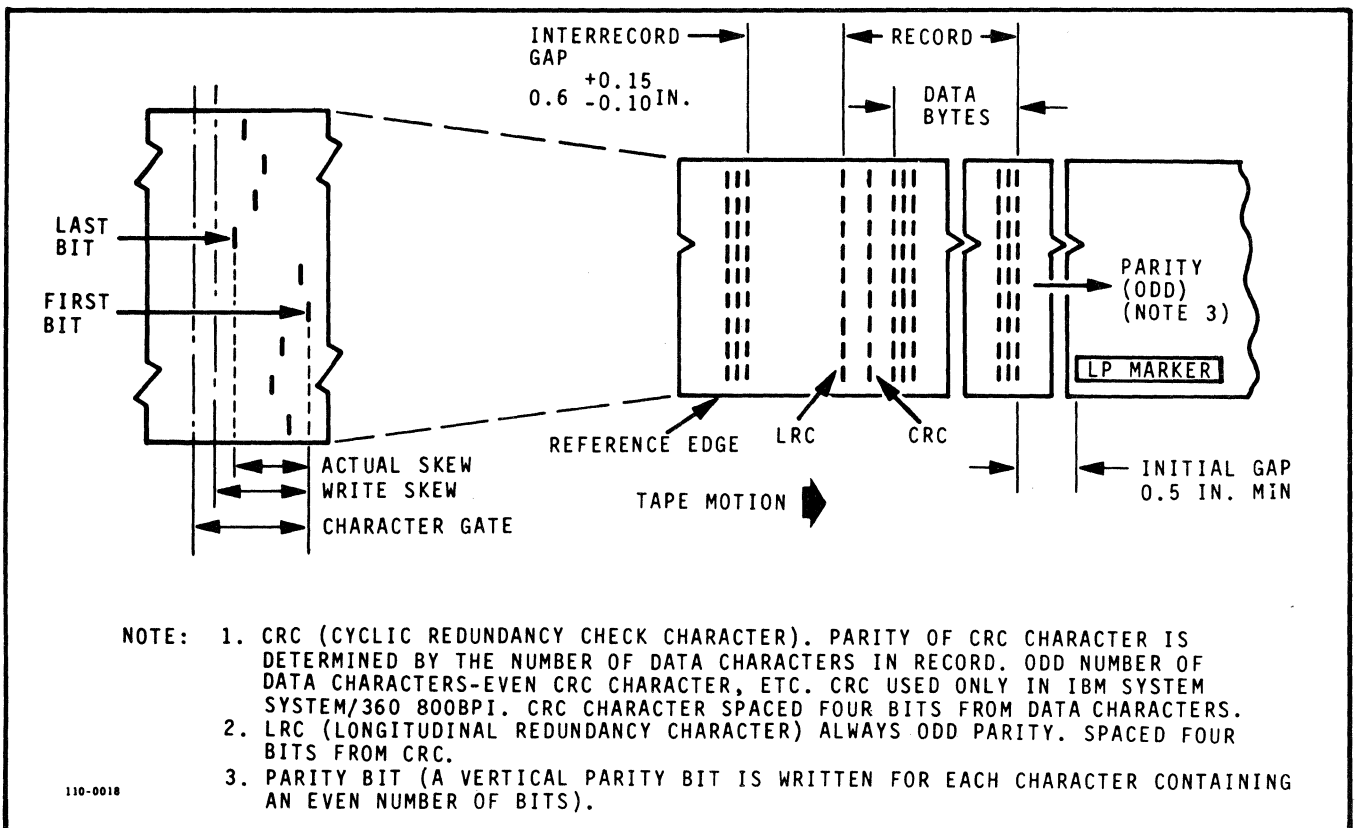 INTERRECORD
GAP
0.6 +0.15 -0.10 IN.
RECORD
DATA
BYTES
LAST
BIT
FIRST
BIT
PARITY
(ODD)
(NOTE 3)
LP MARKER
REFERENCE EDGE
LRC
CRC
ACTUAL SKEW
WRITE SKEW
CHARACTER GATE
TAPE MOTION
INITIAL GAP
0.5 IN. MIN
NOTE: 1. CRC (CYCLIC REDUNDANCY CHECK CHARACTER). PARITY OF CRC CHARACTER IS
DETERMINED BY THE NUMBER OF DATA CHARACTERS IN RECORD. ODD NUMBER OF
DATA CHARACTERS-EVEN CRC CHARACTER, ETC. CRC USED ONLY IN IBM SYSTEM
SYSTEM/360 800BPI. CRC CHARACTER SPACED FOUR BITS FROM DATA CHARACTERS.
2. LRC (LONGITUDINAL REDUNDANCY CHARACTER) ALWAYS ODD PARITY. SPACED FOUR
BITS FROM CRC.
3. PARITY BIT (A VERTICAL PARITY BIT IS WRITTEN FOR EACH CHARACTER CONTAINING
AN EVEN NUMBER OF BITS).
110-0018